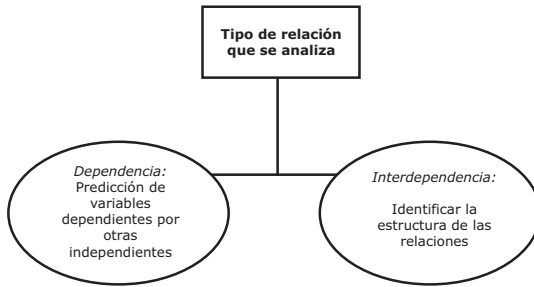 Tipo de relación
que se analiza
Dependencia:
Predicción de
variables
dependientes por
otras
independientes
Interdependencia:
Identificar la
estructura de las
relaciones